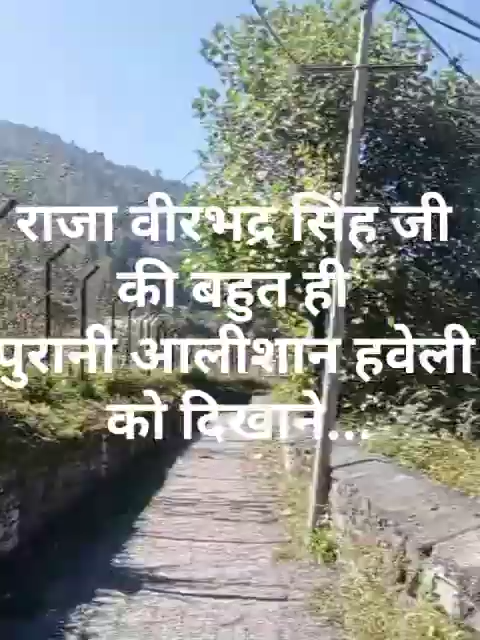 राजा वीरभद्र सिंह जी
की बहुत ही
पुरानी आलीशान हवेली
को दिखाने...